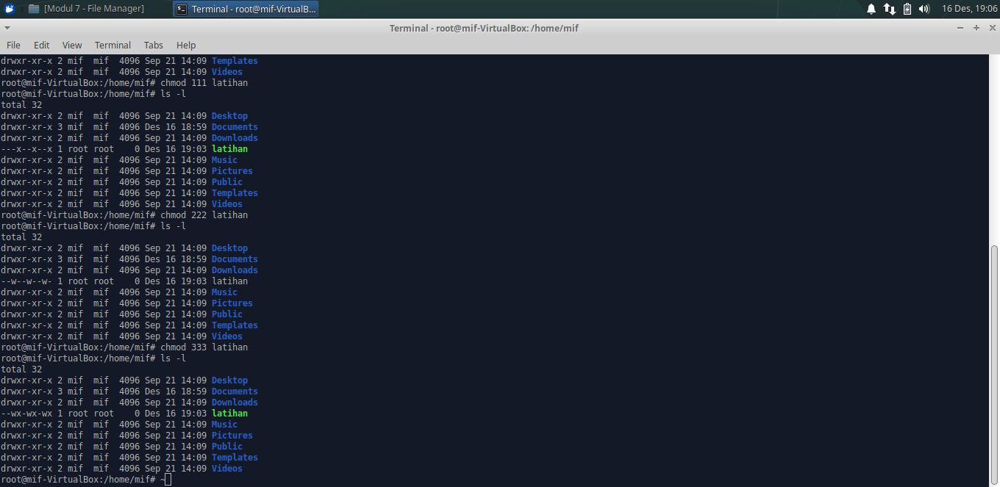 [Modul 7 - File Manager] Terminal - root@mif-VirtualB... 16 Des, 19:06
Terminal - root@mif-VirtualBox: /home/mif
File Edit View Terminal Tabs Help
drwxr-xr-x 2 mif  mif  4096 Sep 21 14:09 Templates
drwxr-xr-x 2 mif  mif  4096 Sep 21 14:09 Videos
root@mif-VirtualBox:/home/mif# chmod 111 latihan
root@mif-VirtualBox:/home/mif# ls -l
total 32
drwxr-xr-x 2 mif  mif  4096 Sep 21 14:09 Desktop
drwxr-xr-x 3 mif  mif  4096 Des 16 18:59 Documents
drwxr-xr-x 2 mif  mif  4096 Sep 21 14:09 Downloads
---x--x--x 1 root root    0 Des 16 19:03 latihan
drwxr-xr-x 2 mif  mif  4096 Sep 21 14:09 Music
drwxr-xr-x 2 mif  mif  4096 Sep 21 14:09 Pictures
drwxr-xr-x 2 mif  mif  4096 Sep 21 14:09 Public
drwxr-xr-x 2 mif  mif  4096 Sep 21 14:09 Templates
drwxr-xr-x 2 mif  mif  4096 Sep 21 14:09 Videos
root@mif-VirtualBox:/home/mif# chmod 222 latihan
root@mif-VirtualBox:/home/mif# ls -l
total 32
drwxr-xr-x 2 mif  mif  4096 Sep 21 14:09 Desktop
drwxr-xr-x 3 mif  mif  4096 Des 16 18:59 Documents
drwxr-xr-x 2 mif  mif  4096 Sep 21 14:09 Downloads
--w--w--w- 1 root root    0 Des 16 19:03 latihan
drwxr-xr-x 2 mif  mif  4096 Sep 21 14:09 Music
drwxr-xr-x 2 mif  mif  4096 Sep 21 14:09 Pictures
drwxr-xr-x 2 mif  mif  4096 Sep 21 14:09 Public
drwxr-xr-x 2 mif  mif  4096 Sep 21 14:09 Templates
drwxr-xr-x 2 mif  mif  4096 Sep 21 14:09 Videos
root@mif-VirtualBox:/home/mif# chmod 333 latihan
root@mif-VirtualBox:/home/mif# ls -l
total 32
drwxr-xr-x 2 mif  mif  4096 Sep 21 14:09 Desktop
drwxr-xr-x 3 mif  mif  4096 Des 16 18:59 Documents
drwxr-xr-x 2 mif  mif  4096 Sep 21 14:09 Downloads
--wx-wx-wx 1 root root    0 Des 16 19:03 latihan
drwxr-xr-x 2 mif  mif  4096 Sep 21 14:09 Music
drwxr-xr-x 2 mif  mif  4096 Sep 21 14:09 Pictures
drwxr-xr-x 2 mif  mif  4096 Sep 21 14:09 Public
drwxr-xr-x 2 mif  mif  4096 Sep 21 14:09 Templates
drwxr-xr-x 2 mif  mif  4096 Sep 21 14:09 Videos
root@mif-VirtualBox:/home/mif# ~